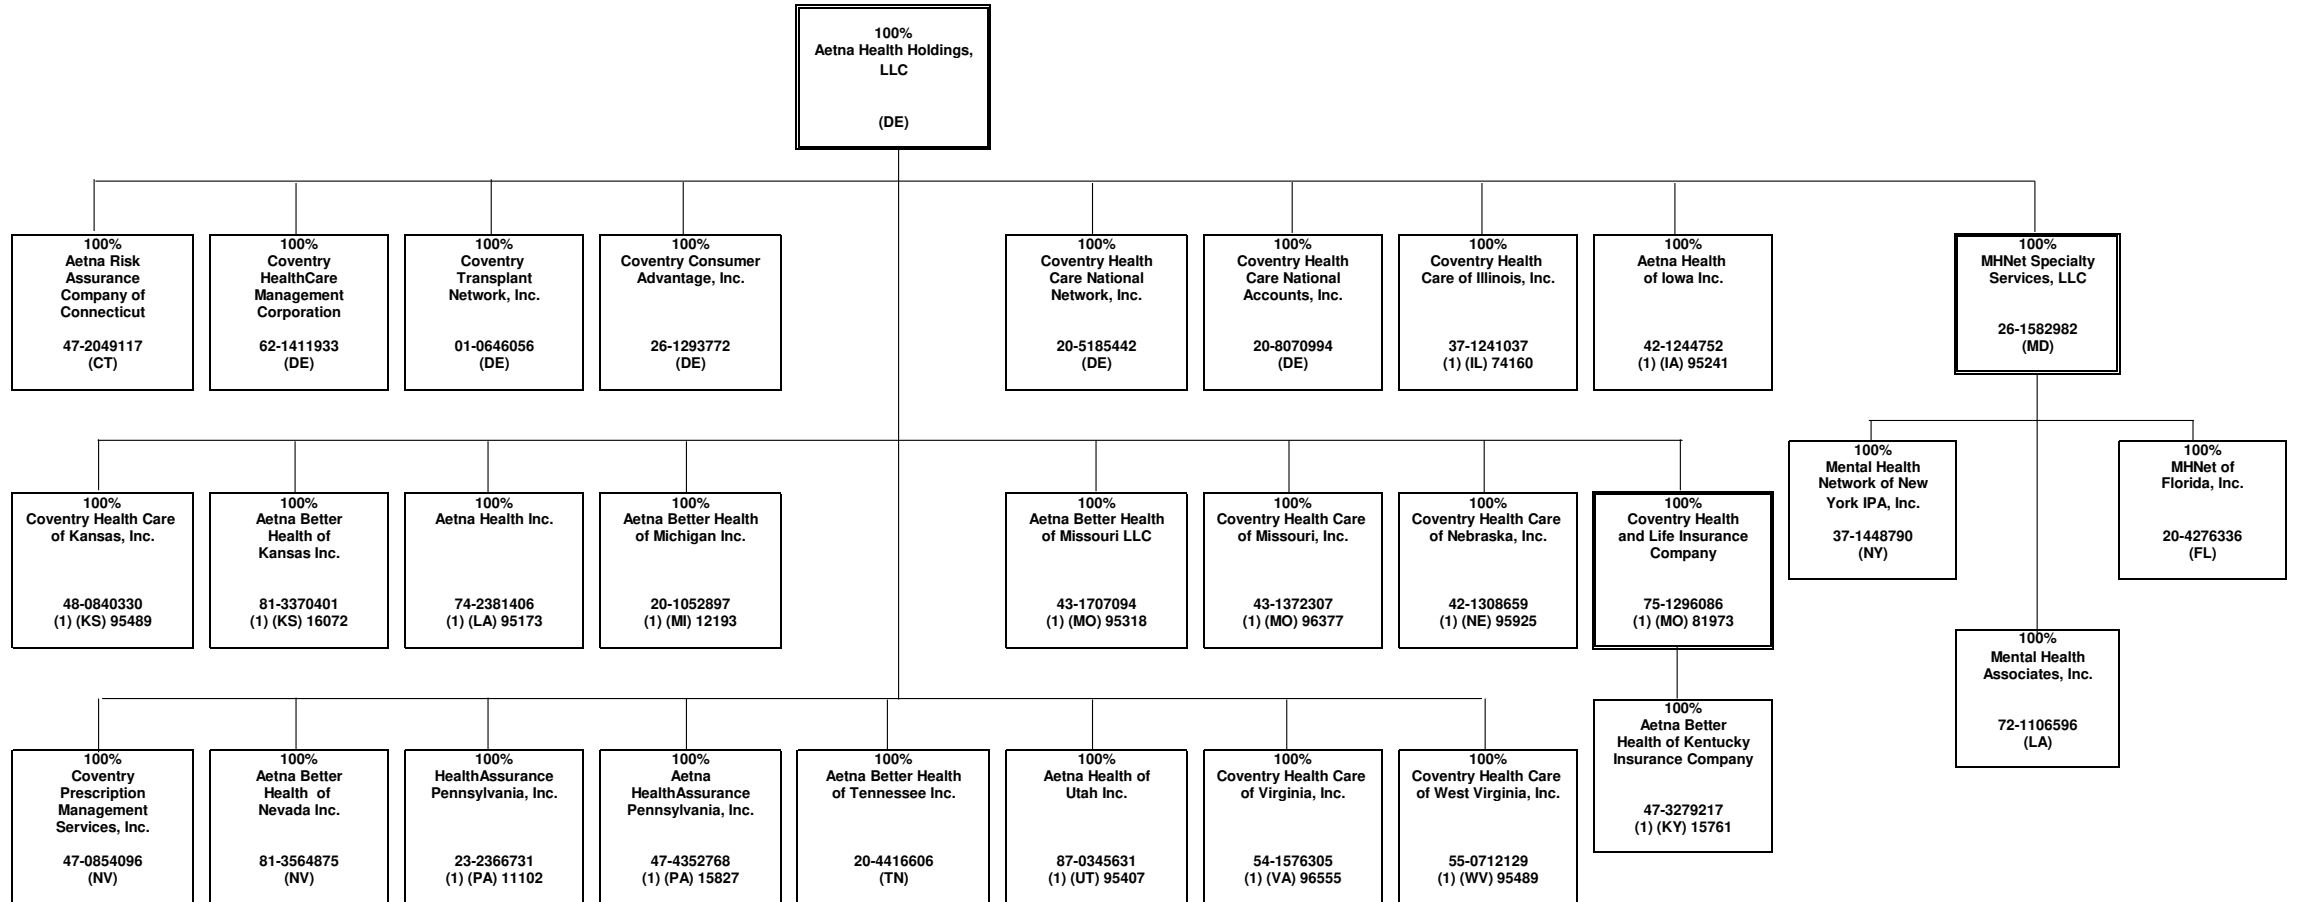 100%
Aetna Health Holdings,
LLC
(DE)
100%
Aetna Risk
Assurance
Company of
Connecticut
47-2049117
(CT)
100%
Coventry
HealthCare
Management
Corporation
62-1411933
(DE)
100%
Coventry
Transplant
Network, Inc.
01-0646056
(DE)
100%
Coventry Consumer
Advantage, Inc.
26-1293772
(DE)
100%
Coventry Health
Care National
Network, Inc.
20-5185442
(DE)
100%
Coventry Health
Care National
Accounts, Inc.
20-8070994
(DE)
100%
Coventry Health
Care of Illinois, Inc.
37-1241037
(1) (IL) 74160
100%
Aetna Health
of Iowa Inc.
42-1244752
(1) (IA) 95241
100%
MHNet Specialty
Services, LLC
26-1582982
(MD)
100%
Mental Health
Network of New
York IPA, Inc.
37-1448790
(NY)
100%
MHNet of
Florida, Inc.
20-4276336
(FL)
100%
Mental Health
Associates, Inc.
72-1106596
(LA)
100%
Coventry Health Care
of Kansas, Inc.
48-0840330
(1) (KS) 95489
100%
Aetna Better
Health of
Kansas Inc.
81-3370401
(1) (KS) 16072
100%
Aetna Health Inc.
74-2381406
(1) (LA) 95173
100%
Aetna Better Health
of Michigan Inc.
20-1052897
(1) (MI) 12193
100%
Aetna Better Health
of Missouri LLC
43-1707094
(1) (MO) 95318
100%
Coventry Health Care
of Missouri, Inc.
43-1372307
(1) (MO) 96377
100%
Coventry Health Care
of Nebraska, Inc.
42-1308659
(1) (NE) 95925
100%
Coventry Health
and Life Insurance
Company
75-1296086
(1) (MO) 81973
100%
Aetna Better
Health of Kentucky
Insurance Company
47-3279217
(1) (KY) 15761
100%
Coventry
Prescription
Management
Services, Inc.
47-0854096
(NV)
100%
Aetna Better
Health of
Nevada Inc.
81-3564875
(NV)
100%
HealthAssurance
Pennsylvania, Inc.
23-2366731
(1) (PA) 11102
100%
Aetna
HealthAssurance
Pennsylvania, Inc.
47-4352768
(1) (PA) 15827
100%
Aetna Better Health
of Tennessee Inc.
20-4416606
(TN)
100%
Aetna Health of
Utah Inc.
87-0345631
(1) (UT) 95407
100%
Coventry Health Care
of Virginia, Inc.
54-1576305
(1) (VA) 96555
100%
Coventry Health Care
of West Virginia, Inc.
55-0712129
(1) (WV) 95489